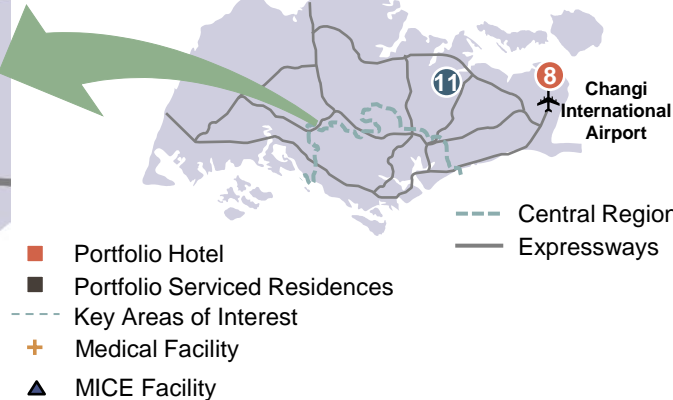 11
8
Changi
International
Airport
Central Region
Expressways
Portfolio Hotel
Portfolio Serviced Residences
Key Areas of Interest
Medical Facility
MICE Facility